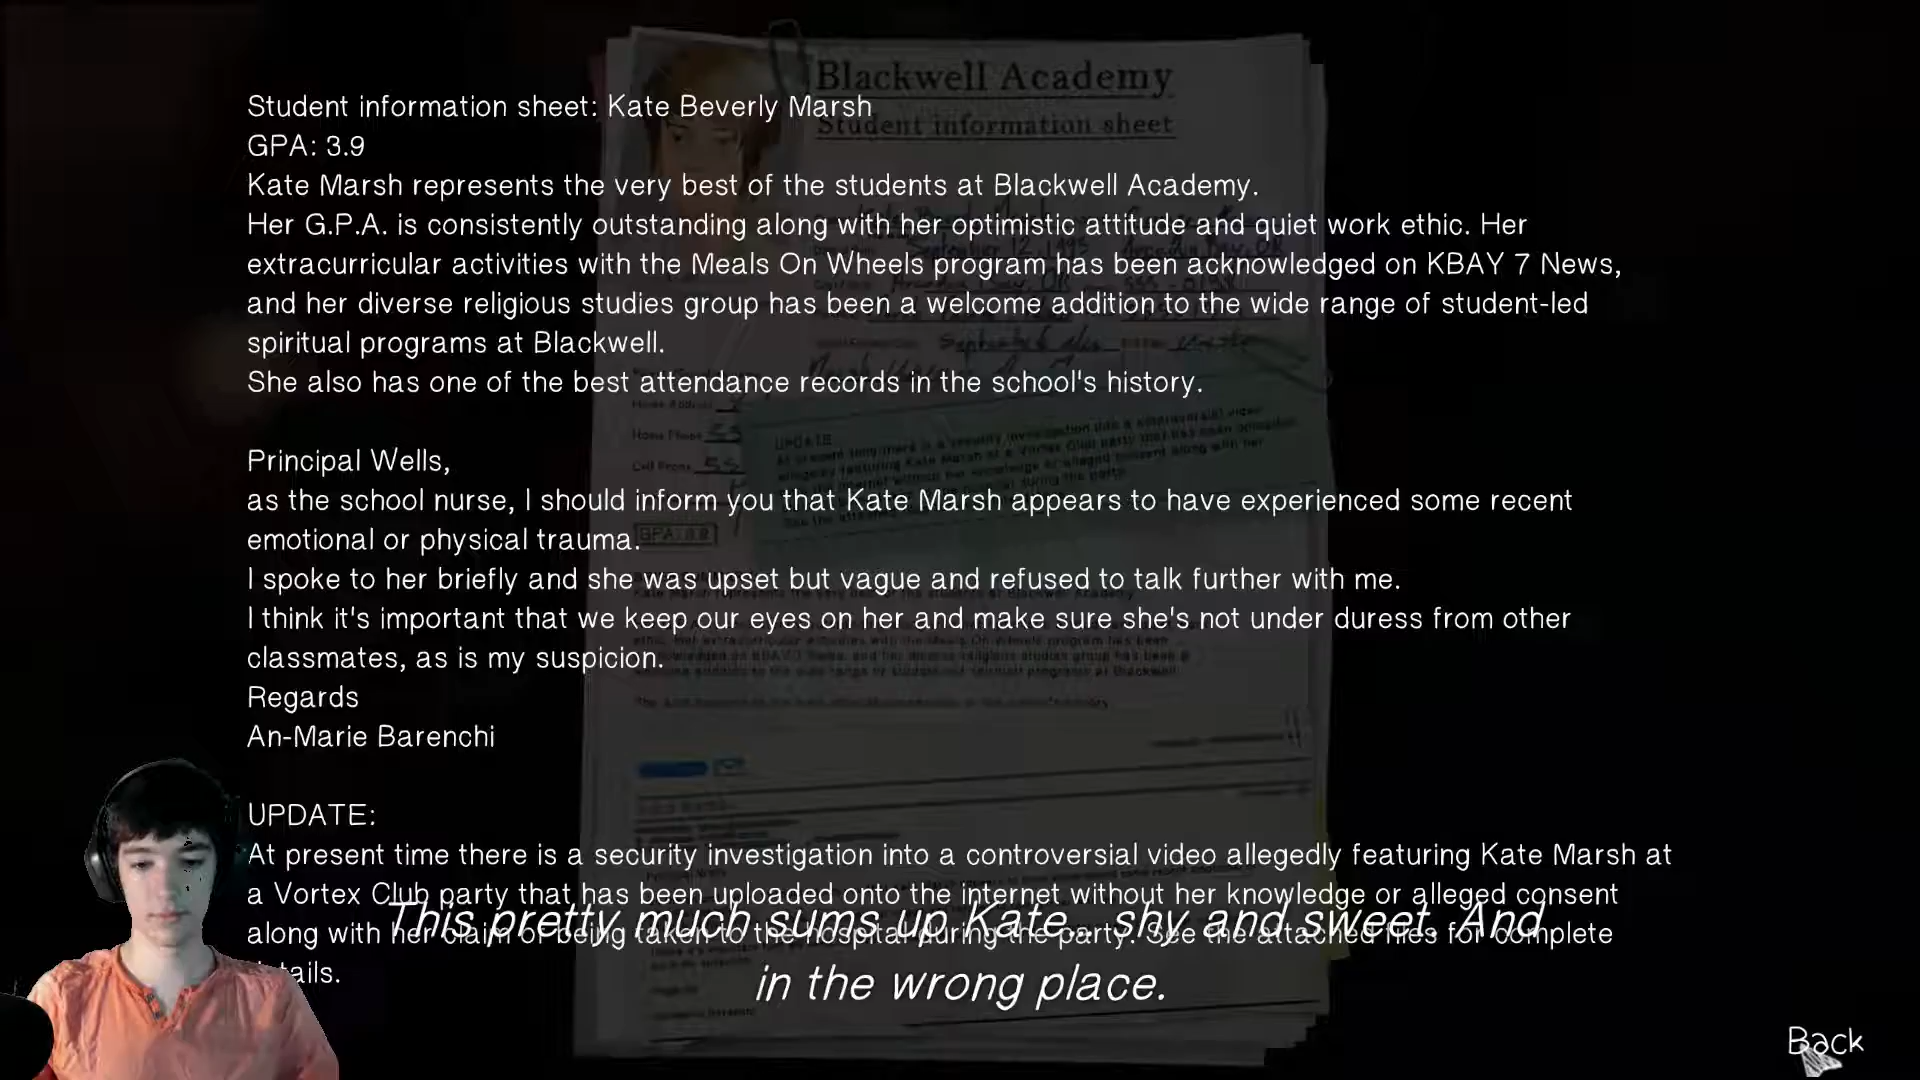 Blackwell Academy
Student information sheet
Student information sheet: Kate Beverly Marsh
GPA: 3.9
Kate Marsh represents the very best of the students at Blackwell Academy.
Her G.P.A. is consistently outstanding along with her optimistic attitude and quiet work ethic. Her
extracurricular activities with the Meals On Wheels program has been acknowledged on KBAY 7 News,
and her diverse religious studies group has been a welcome addition to the wide range of student-led
spiritual programs at Blackwell.
She also has one of the best attendance records in the school's history.
Principal Wells,
as the school nurse, I should inform you that Kate Marsh appears to have experienced some recent
emotional or physical trauma.
I spoke to her briefly and she was upset but vague and refused to talk further with me.
I think it's important that we keep our eyes on her and make sure she's not under duress from other
classmates, as is my suspicion.
Regards
An-Marie Barenchi
UPDATE:
At present time there is a security investigation into a controversial video allegedly featuring Kate Marsh at
a Vortex Club party that has been uploaded onto the internet without her knowledge or alleged consent
along with her claim of being taken to the hospital during the party. See the attached files for complete
details.
This pretty much sums up Kate... shy and sweet. And
in the wrong place.
Back